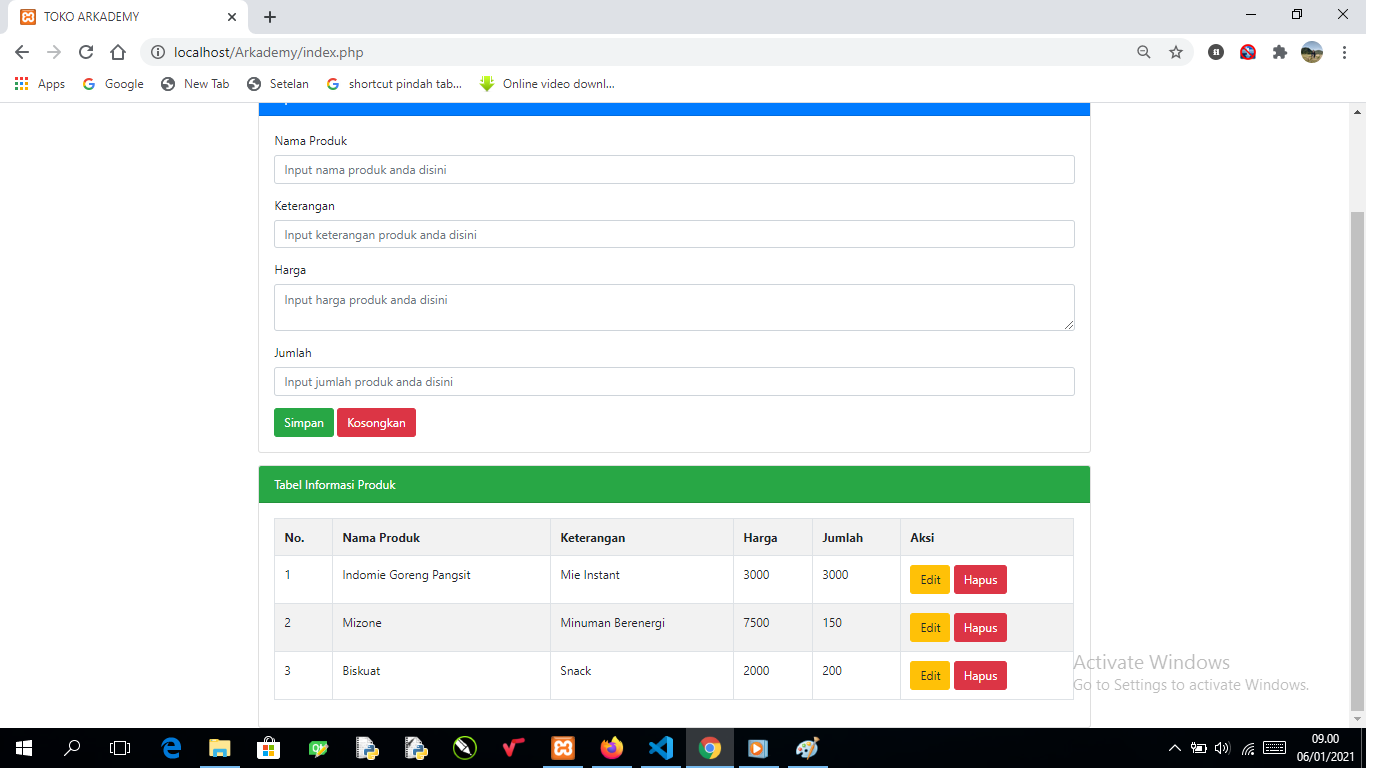 TOKO ARKADEMY
localhost/Arkademy/index.php
Apps Google New Tab Setelan shortcut pindah tab... Online video downl...
Nama Produk
Input nama produk anda disini
Keterangan
Input keterangan produk anda disini
Harga
Input harga produk anda disini
Jumlah
Input jumlah produk anda disini
Simpan Kosongkan
Tabel Informasi Produk
No. Nama Produk Keterangan Harga Jumlah Aksi
1 Indomie Goreng Pangsit Mie Instant 3000 3000 Edit Hapus
2 Mizone Minuman Berenergi 7500 150 Edit Hapus
3 Biskuat Snack 2000 200 Edit Hapus
Activate Windows
Go to Settings to activate Windows.
09.00
06/01/2021